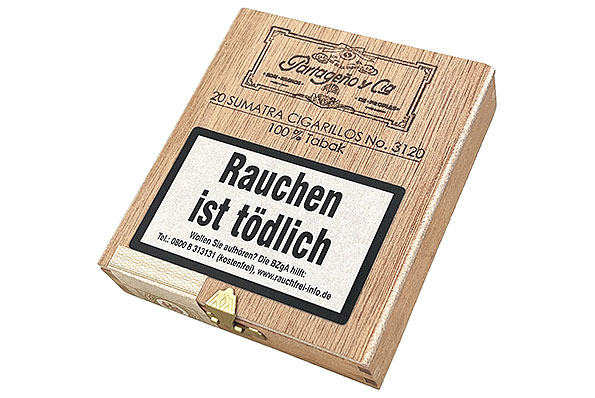 Partageño y Cia
20 SUMATRA CIGARILLOS No. 3120
100 % Tabak
Rauchen
ist tödlich
Wollen Sie aufhören? Die BZgA hilft:
Tel.: 0800 8 313131 (kostenfrei), www.rauchfrei-info.de